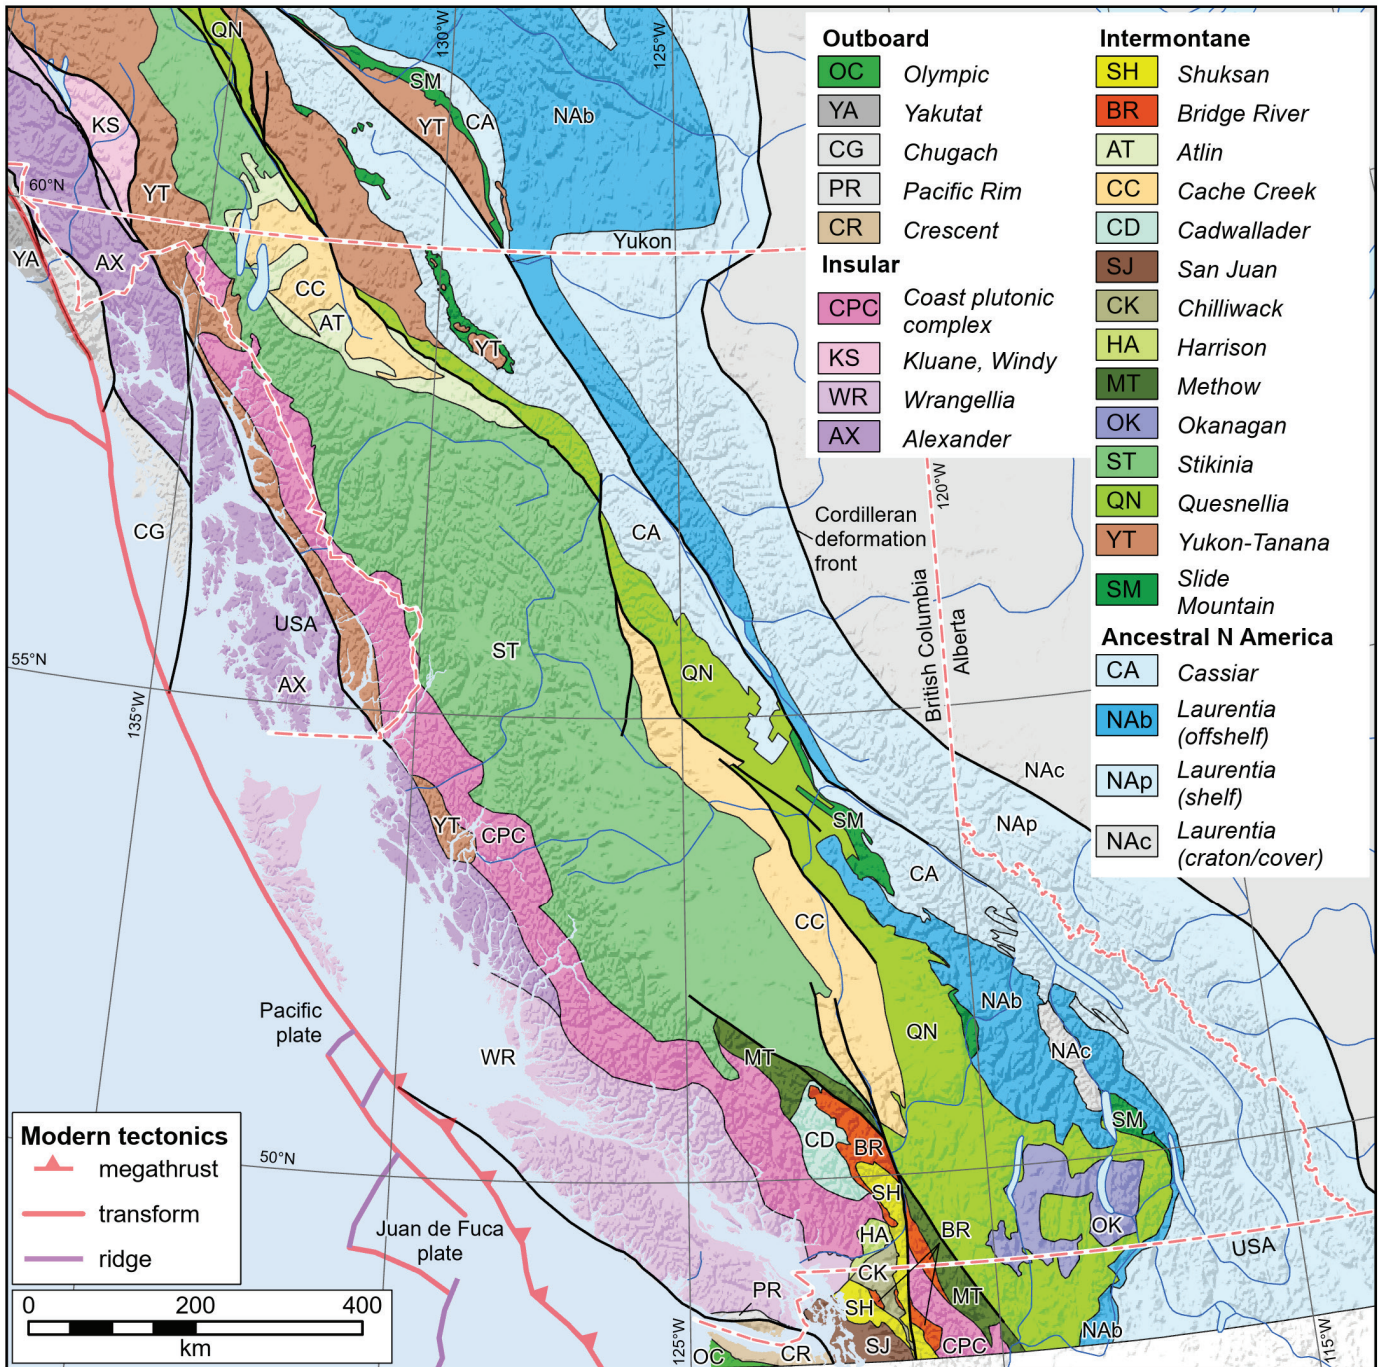 Outboard
OC Olympic
YA Yakutat
CG Chugach
PR Pacific Rim
CR Crescent
Insular
CPC Coast plutonic
complex
KS Kluane, Windy
WR Wrangellia
AX Alexander
Intermontane
SH Shuksan
BR Bridge River
AT Atlin
CC Cache Creek
CD Cadwallader
SJ San Juan
CK Chilliwack
HA Harrison
MT Methow
OK Okanagan
ST Stikinia
QN Quesnellia
YT Yukon-Tanana
SM Slide
Mountain
Ancestral N America
CA Cassiar
NAb Laurentia
(offshelf)
NAp Laurentia
(shelf)
NAc Laurentia
(craton/cover)
QN
130°W
125°W
SM
KS
YT
CA
NAb
60°N
YT
Yukon
YA
AX
CC
AT
YT
120°W
CG
CA
Cordilleran
deformation
front
British Columbia
Alberta
USA
ST
55°N
AX
QN
135°W
NAc
SM
NAp
YT
CPC
CA
CC
NAb
Pacific
plate
QN
WR
MT
NAc
SM
CD
BR
50°N
SH
Juan de Fuca
plate
HA
BR
OK
USA
CK
PR
SH
MT
NAb
125°W
OC
CR
SJ
CPC
115°W
Modern tectonics
megathrust
transform
ridge
0 200 400
km